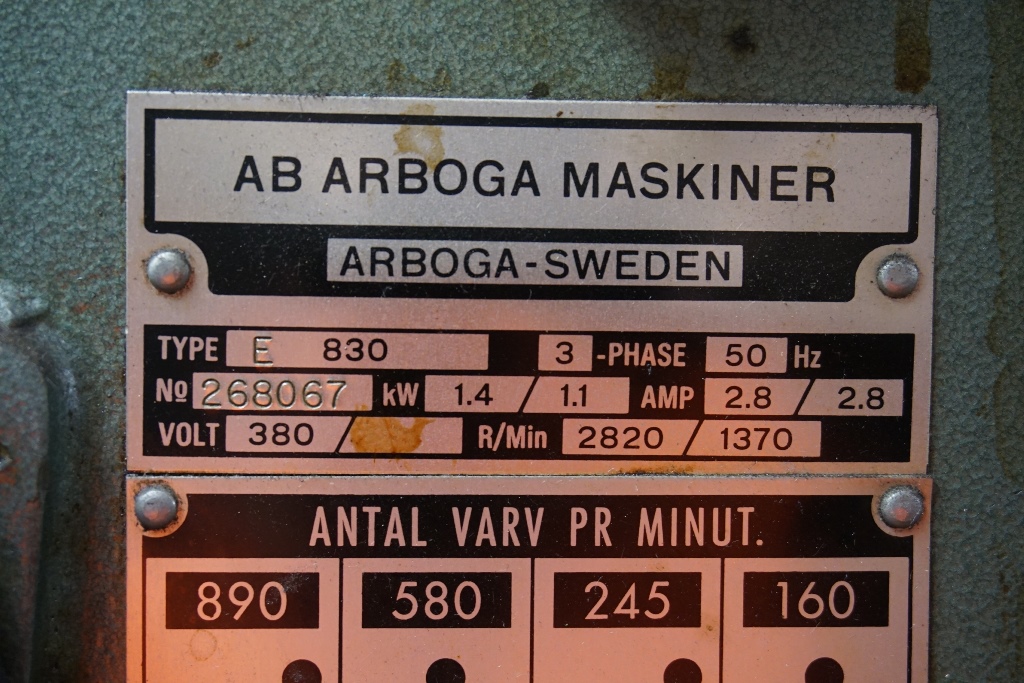 AB ARBOGA MASKINER
ARBOGA-SWEDEN
TYPE E 830 3 -PHASE 50 Hz
No 268067 kW 1.4 / 1.1 AMP 2.8 / 2.8
VOLT 380 / R/Min 2820 / 1370
ANTAL VARV PR MINUT.
890 580 245 160